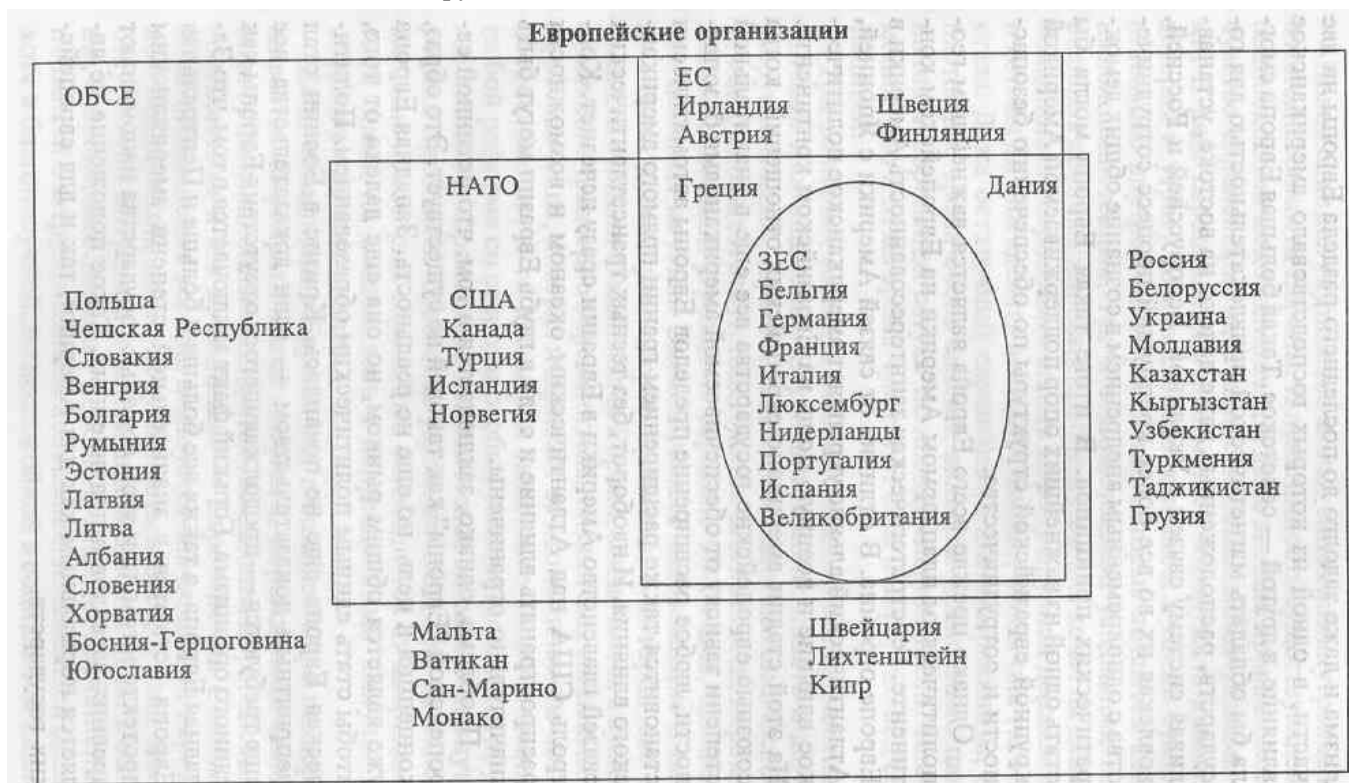 Европейские организации
ОБСЕ
ЕС
Ирландия Швеция
Австрия Финляндия
НАТО
Греция Дания
ЗЕС
Бельгия
Германия
Франция
Италия
Люксембург
Нидерланды
Португалия
Испания
Великобритания
США
Канада
Турция
Исландия
Норвегия
Польша
Чешская Республика
Словакия
Венгрия
Болгария
Румыния
Эстония
Латвия
Литва
Албания
Словения
Хорватия
Босния-Герцоговина
Югославия
Россия
Белоруссия
Украина
Молдавия
Казахстан
Кыргызстан
Узбекистан
Туркмения
Таджикистан
Грузия
Мальта
Ватикан
Сан-Марино
Монако
Швейцария
Лихтенштейн
Кипр